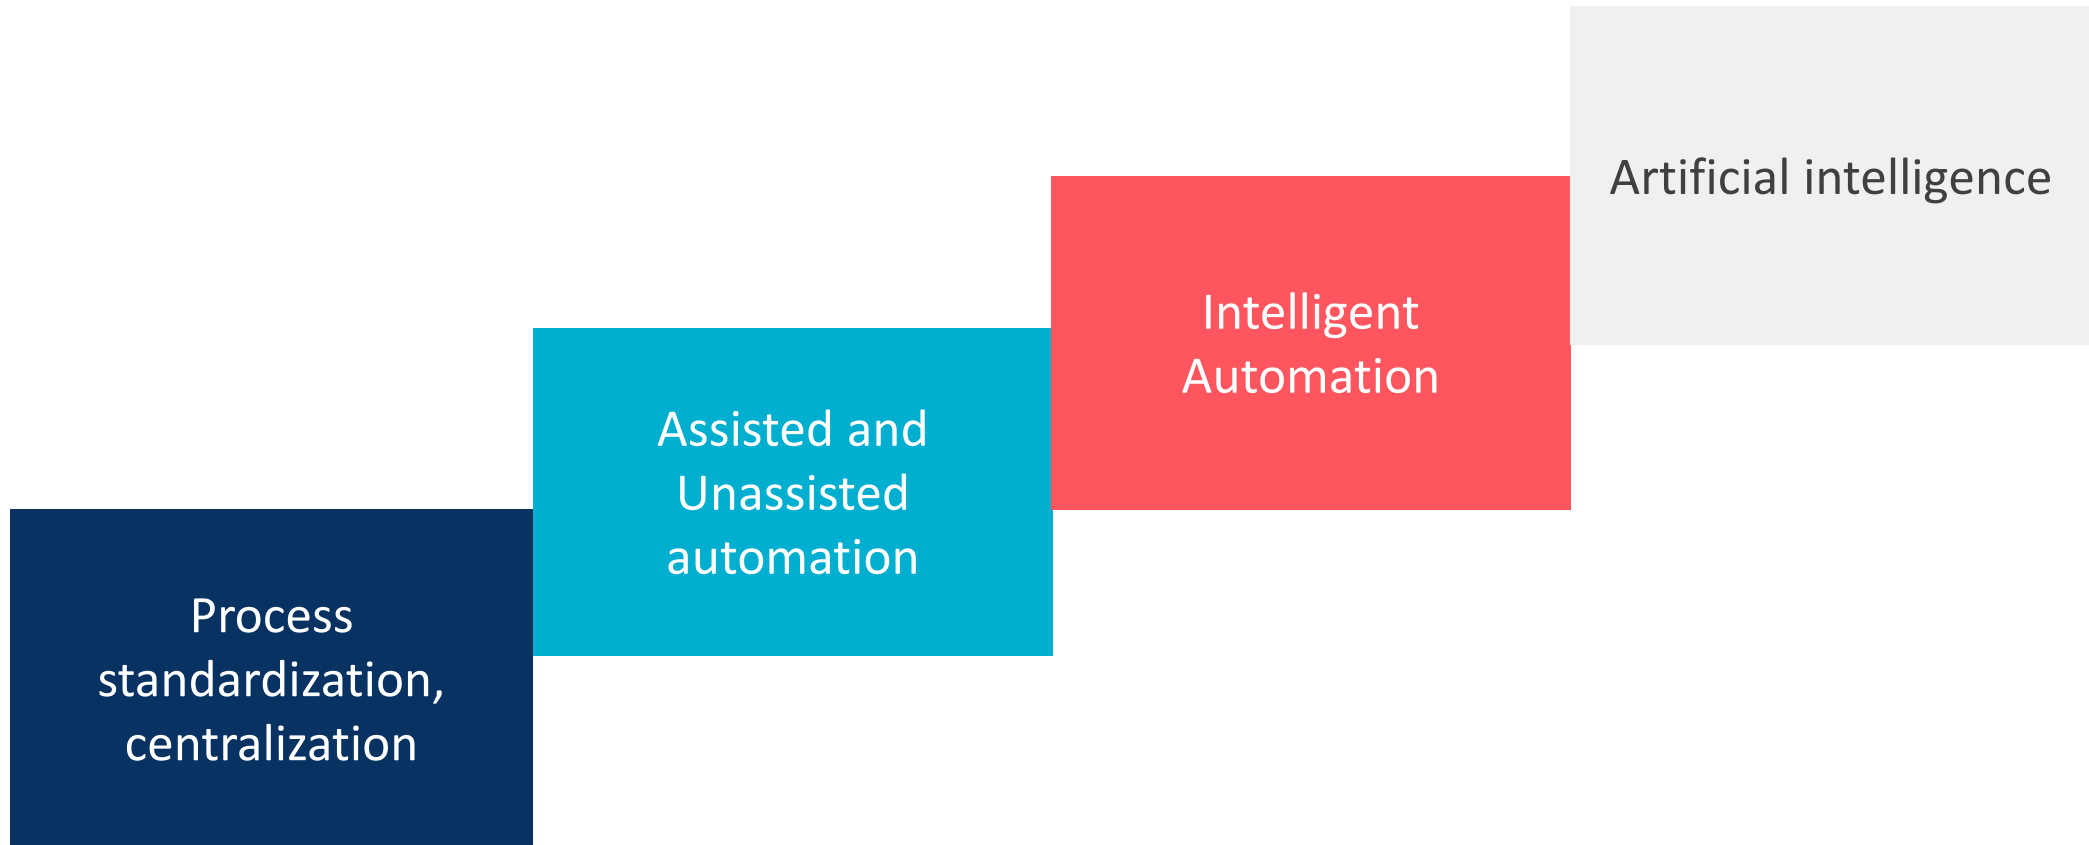 Process
standardization,
centralization
Assisted and
Unassisted
automation
Intelligent
Automation
Artificial intelligence